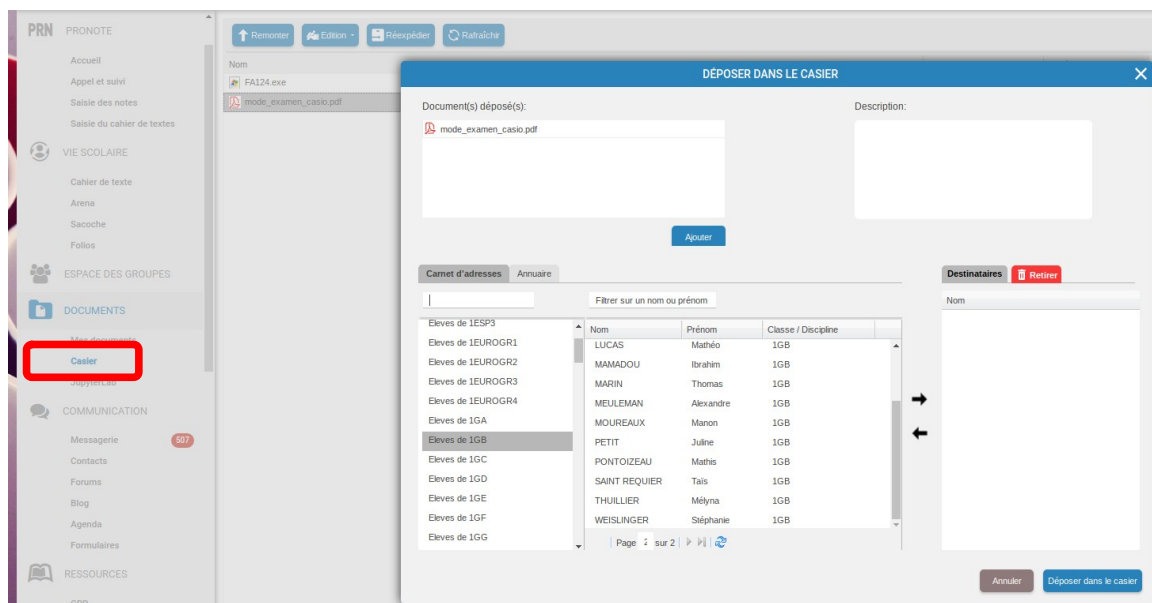 PRN PRONOTE
Accueil
Appel et suivi
Saisie des notes
Saisie du cahier de textes
VIE SCOLAIRE
Cahier de texte
Arena
Sacoche
Folios
ESPACE DES GROUPES
DOCUMENTS
Mes documents
Casier
JupyterLab
COMMUNICATION
Messagerie 507
Contacts
Forums
Blog
Agenda
Formulaires
RESSOURCES
Remonter Edition Réexpédier Rafraîchir
Nom
FA124.exe
mode_examen_casio.pdf
DÉPOSER DANS LE CASIER
Document(s) déposé(s):
mode_examen_casio.pdf
Ajouter
Description:
Carnet d'adresses Annuaire
Filtrer sur un nom ou prénom
Eleves de 1ESP3
Eleves de 1EUROGR1
Eleves de 1EUROGR2
Eleves de 1EUROGR3
Eleves de 1EUROGR4
Eleves de 1GA
Eleves de 1GB
Eleves de 1GC
Eleves de 1GD
Eleves de 1GE
Eleves de 1GF
Eleves de 1GG
Nom Prénom Classe / Discipline
LUCAS Mathéo 1GB
MAMADOU Ibrahim 1GB
MARIN Thomas 1GB
MEULEMAN Alexandre 1GB
MOUREAUX Manon 1GB
PETIT Juline 1GB
PONTOIZEAU Mathis 1GB
SAINT REQUIER Taïs 1GB
THUILLIER Mélyna 1GB
WEISLINGER Stéphanie 1GB
Page 2 sur 2
Destinataires Retirer
Nom
Annuler Déposer dans le casier